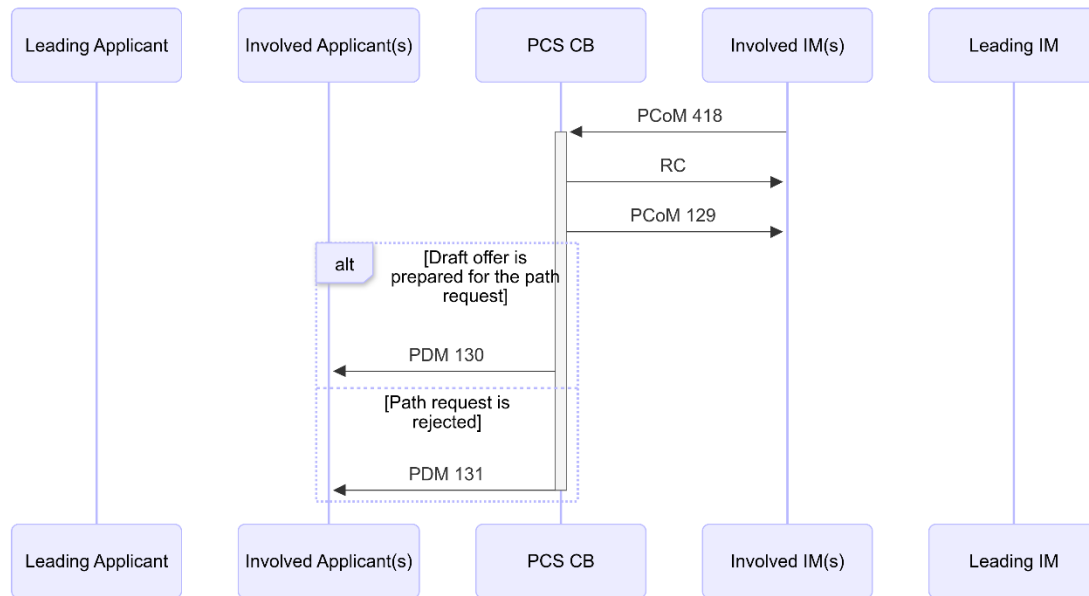 Leading Applicant
Involved Applicant(s)
PCS CB
Involved IM(s)
Leading IM
PCoM 418
RC
PCoM 129
alt
[Draft offer is
prepared for the path
request]
PDM 130
[Path request is
rejected]
PDM 131
Leading Applicant
Involved Applicant(s)
PCS CB
Involved IM(s)
Leading IM